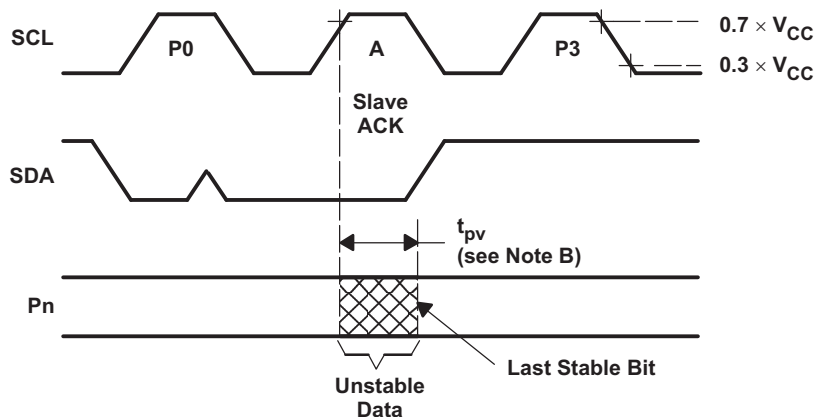 SCL
P0
A
P3
0.7 × VCC
0.3 × VCC
Slave
ACK
SDA
tpv
(see Note B)
Pn
Last Stable Bit
Unstable
Data